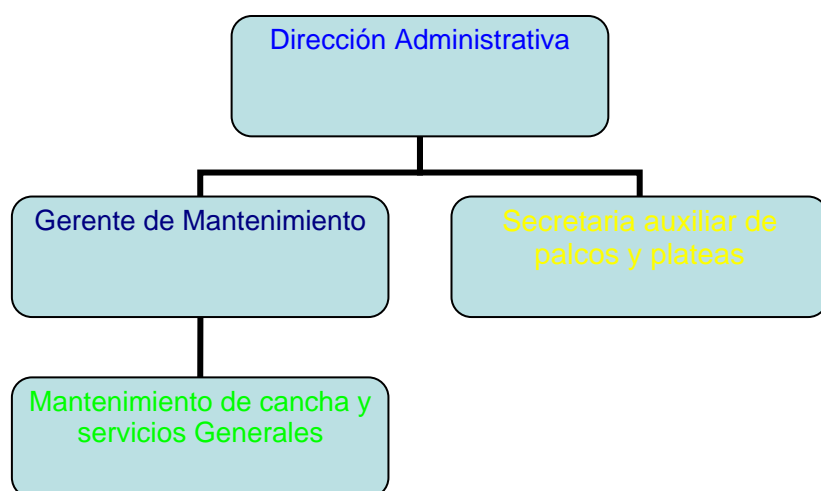 Dirección Administrativa
Gerente de Mantenimiento
Secretaria auxiliar de
palcos y plateas
Mantenimiento de cancha y
servicios Generales